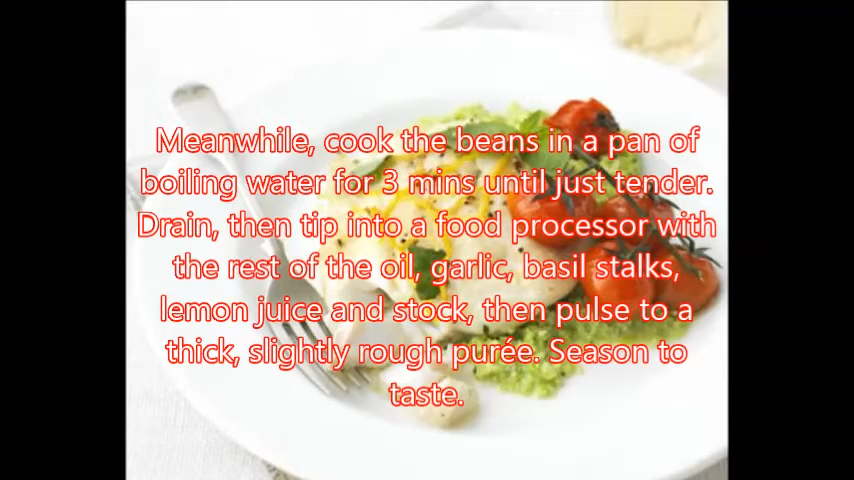 Meanwhile, cook the beans in a pan of
boiling water for 3 mins until just tender.
Drain, then tip into a food processor with
the rest of the oil, garlic, basil stalks,
lemon juice and stock, then pulse to a
thick, slightly rough purée. Season to
taste.